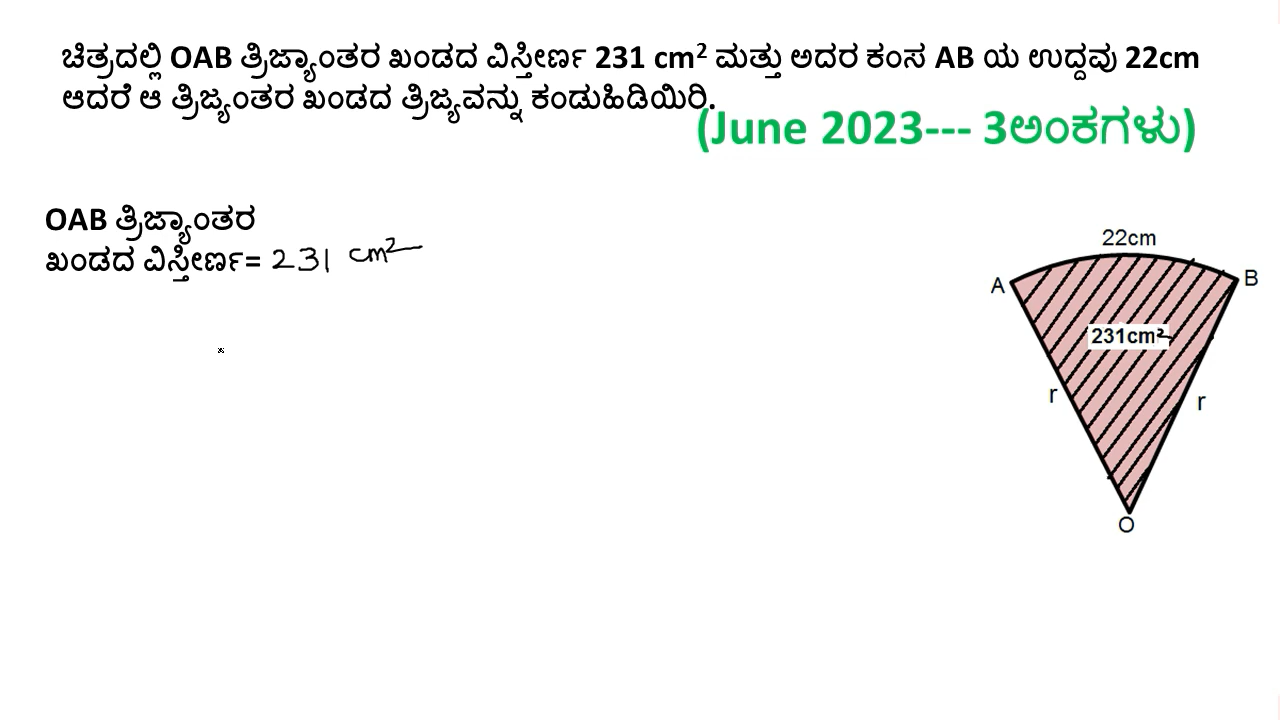 ಚಿತ್ರದಲ್ಲಿ OAB ತ್ರಿಜ್ಯಾಂತರ ಖಂಡದ ವಿಸ್ತೀರ್ಣ 231 cm² ಮತ್ತು ಅದರ ಕಂಸ AB ಯ ಉದ್ದವು 22cm
ಆದರೆ ಆ ತ್ರಿಜ್ಯಂತರ ಖಂಡದ ತ್ರಿಜ್ಯವನ್ನು ಕಂಡುಹಿಡಿಯಿರಿ.
(June 2023--- 3ಅಂಕಗಳು)
OAB ತ್ರಿಜ್ಯಾಂತರ
ಖಂಡದ ವಿಸ್ತೀರ್ಣ= 231 cm²
22cm
A
B
231cm²
r
r
O